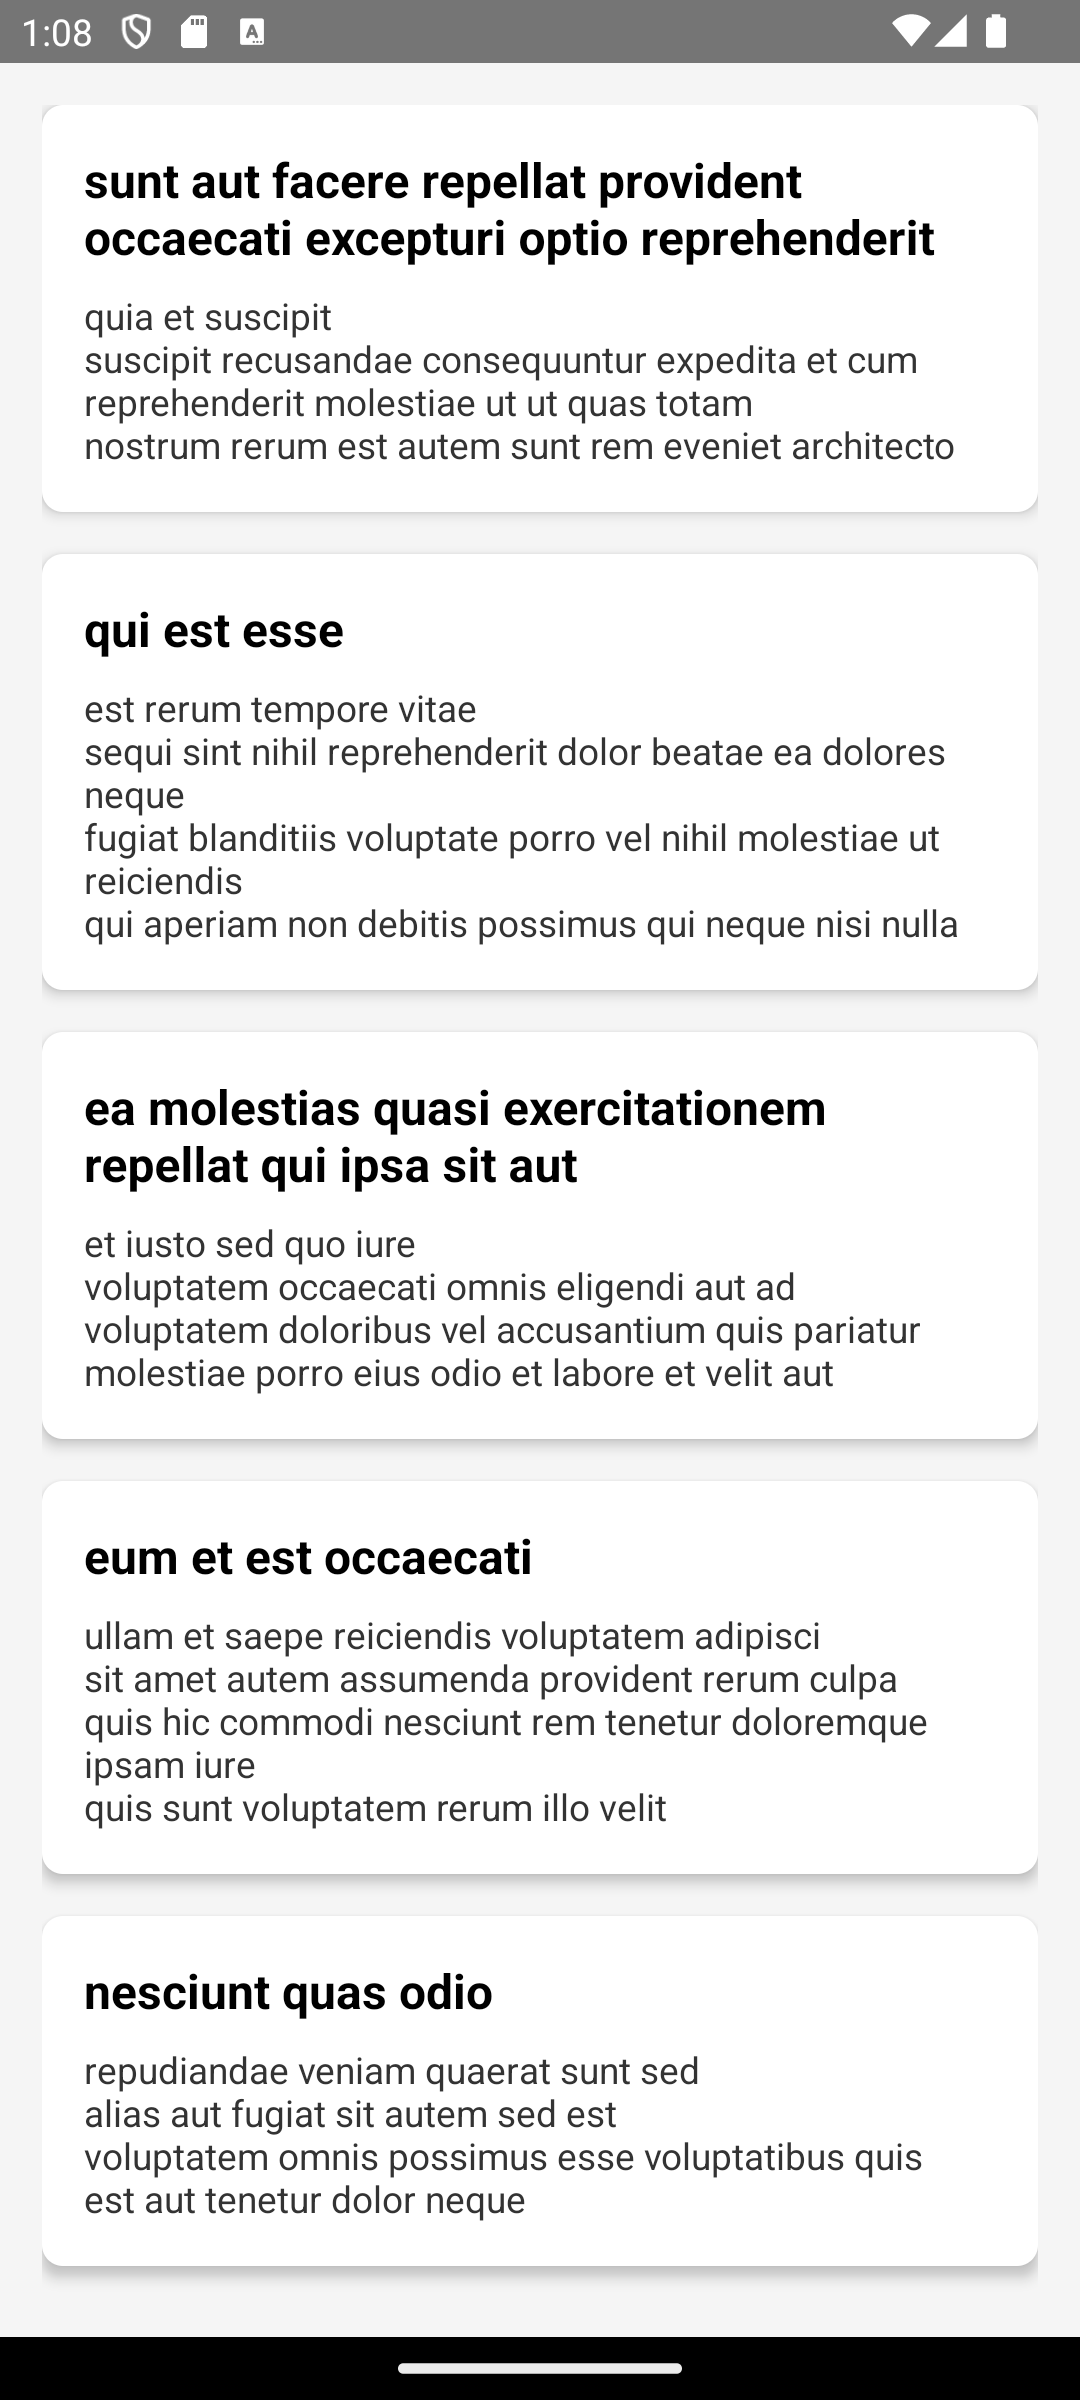 1:08
sunt aut facere repellat provident
occaecati excepturi optio reprehenderit
quia et suscipit
suscipit recusandae consequuntur expedita et cum
reprehenderit molestiae ut ut quas totam
nostrum rerum est autem sunt rem eveniet architecto
qui est esse
est rerum tempore vitae
sequi sint nihil reprehenderit dolor beatae ea dolores
neque
fugiat blanditiis voluptate porro vel nihil molestiae ut
reiciendis
qui aperiam non debitis possimus qui neque nisi nulla
ea molestias quasi exercitationem
repellat qui ipsa sit aut
et iusto sed quo iure
voluptatem occaecati omnis eligendi aut ad
voluptatem doloribus vel accusantium quis pariatur
molestiae porro eius odio et labore et velit aut
eum et est occaecati
ullam et saepe reiciendis voluptatem adipisci
sit amet autem assumenda provident rerum culpa
quis hic commodi nesciunt rem tenetur doloremque
ipsam iure
quis sunt voluptatem rerum illo velit
nesciunt quas odio
repudiandae veniam quaerat sunt sed
alias aut fugiat sit autem sed est
voluptatem omnis possimus esse voluptatibus quis
est aut tenetur dolor neque